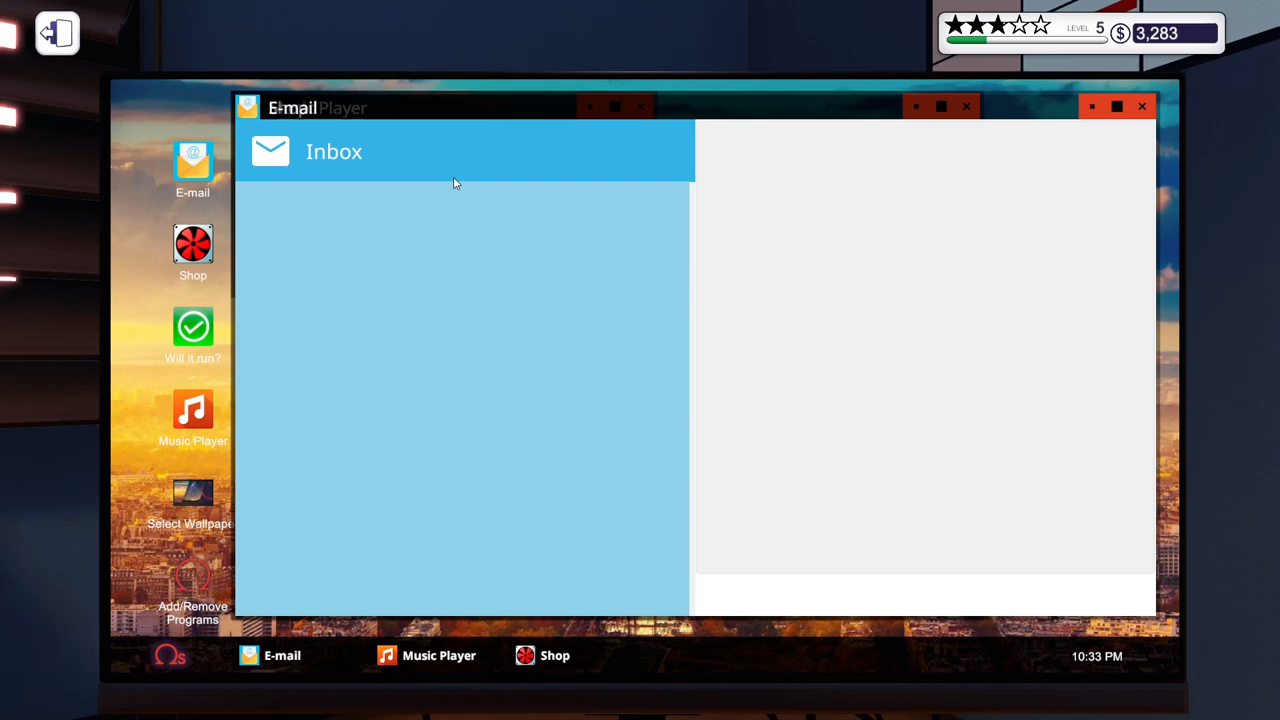 LEVEL 5
$ 3,283
E-mail
Player
Inbox
E-mail
Shop
Will it run?
Music Player
Select Wallpape
Add/Remove
Programs
Ωs
E-mail
Music Player
Shop
10:33 PM